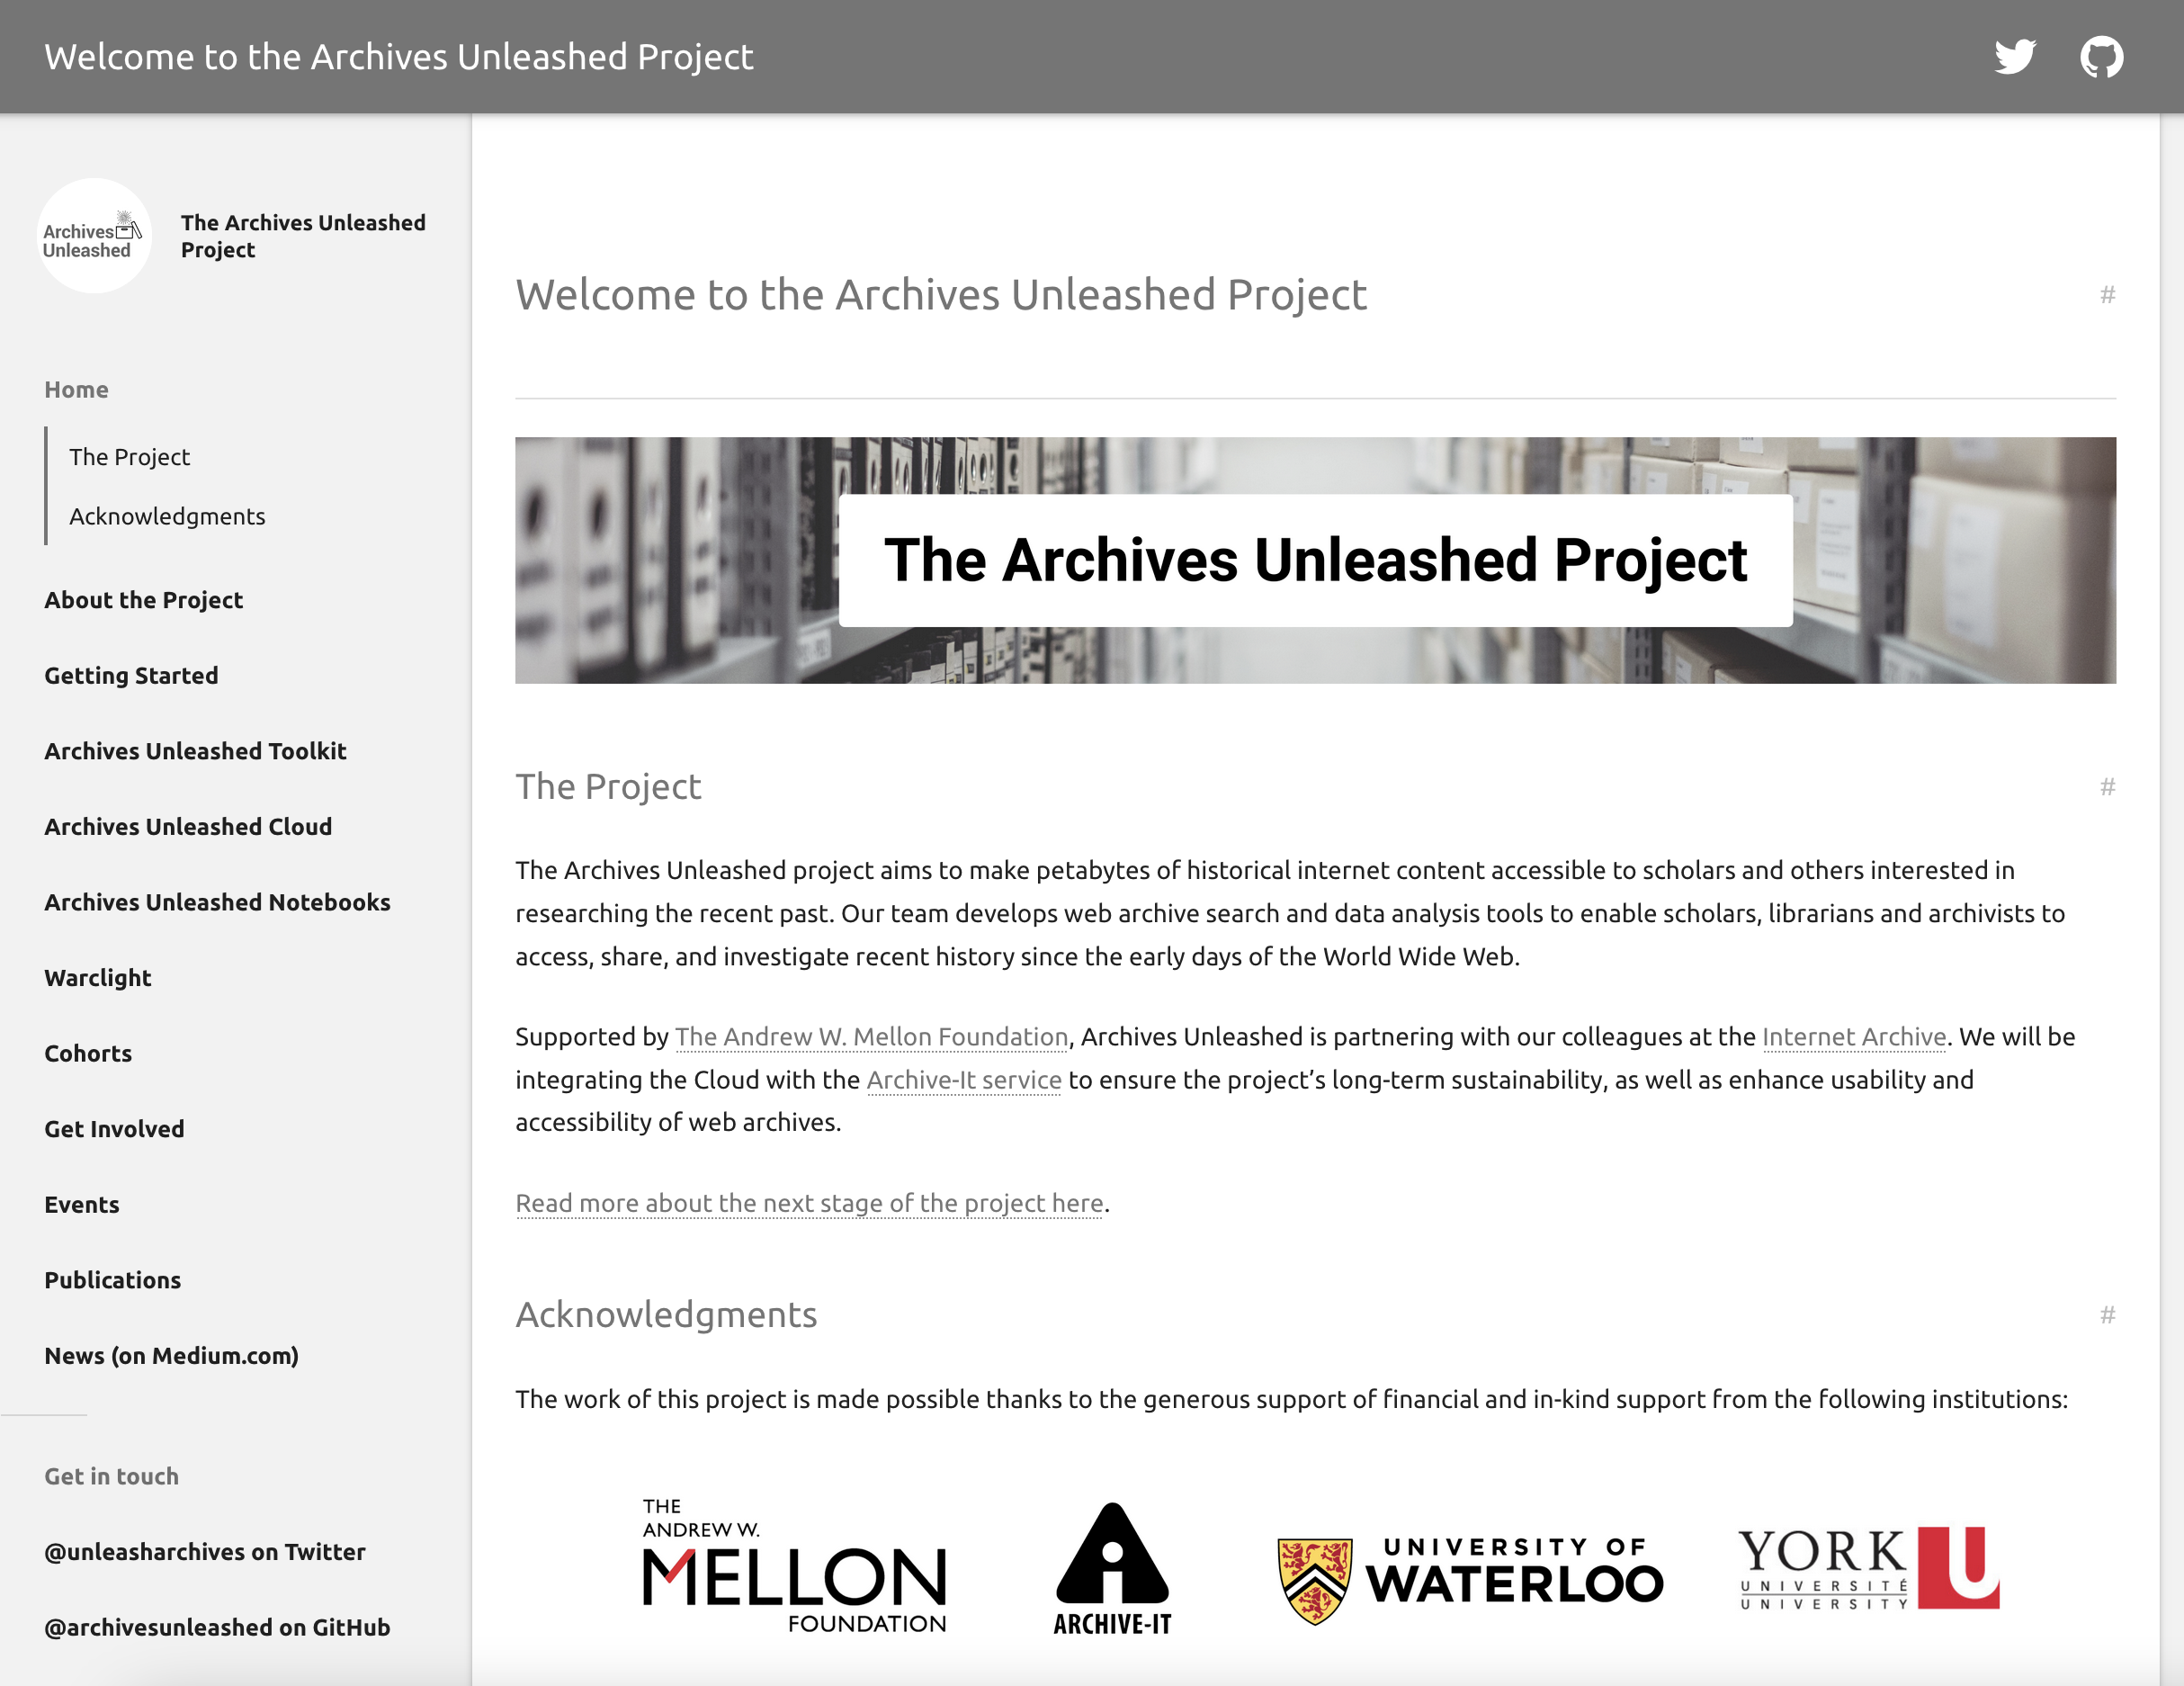 Welcome to the Archives Unleashed Project
Archives
Unleashed
The Archives Unleashed
Project
Home
The Project
Acknowledgments
About the Project
Getting Started
Archives Unleashed Toolkit
Archives Unleashed Cloud
Archives Unleashed Notebooks
Warclight
Cohorts
Get Involved
Events
Publications
News (on Medium.com)
Get in touch
@unleasharchives on Twitter
@archivesunleashed on GitHub
Welcome to the Archives Unleashed Project
#
The Archives Unleashed Project
The Project
#
The Archives Unleashed project aims to make petabytes of historical internet content accessible to scholars and others interested in
researching the recent past. Our team develops web archive search and data analysis tools to enable scholars, librarians and archivists to
access, share, and investigate recent history since the early days of the World Wide Web.
Supported by The Andrew W. Mellon Foundation, Archives Unleashed is partnering with our colleagues at the Internet Archive. We will be
integrating the Cloud with the Archive-It service to ensure the project’s long-term sustainability, as well as enhance usability and
accessibility of web archives.
Read more about the next stage of the project here.
Acknowledgments
#
The work of this project is made possible thanks to the generous support of financial and in-kind support from the following institutions:
THE
ANDREW W.
MELLON
FOUNDATION
ARCHIVE-IT
UNIVERSITY OF
WATERLOO
YORK
UNIVERSITÉ
UNIVERSITY
U